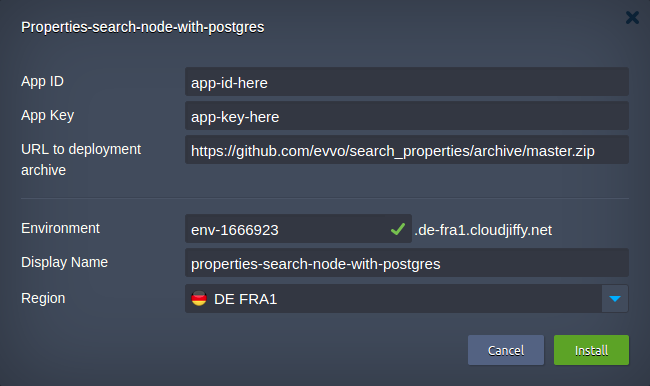 Properties-search-node-with-postgres
App ID app-id-here
App Key app-key-here
URL to deployment archive https://github.com/evvo/search_properties/archive/master.zip
Environment env-1666923 .de-fra1.cloudjiffy.net
Display Name properties-search-node-with-postgres
Region DE FRA1
Cancel Install